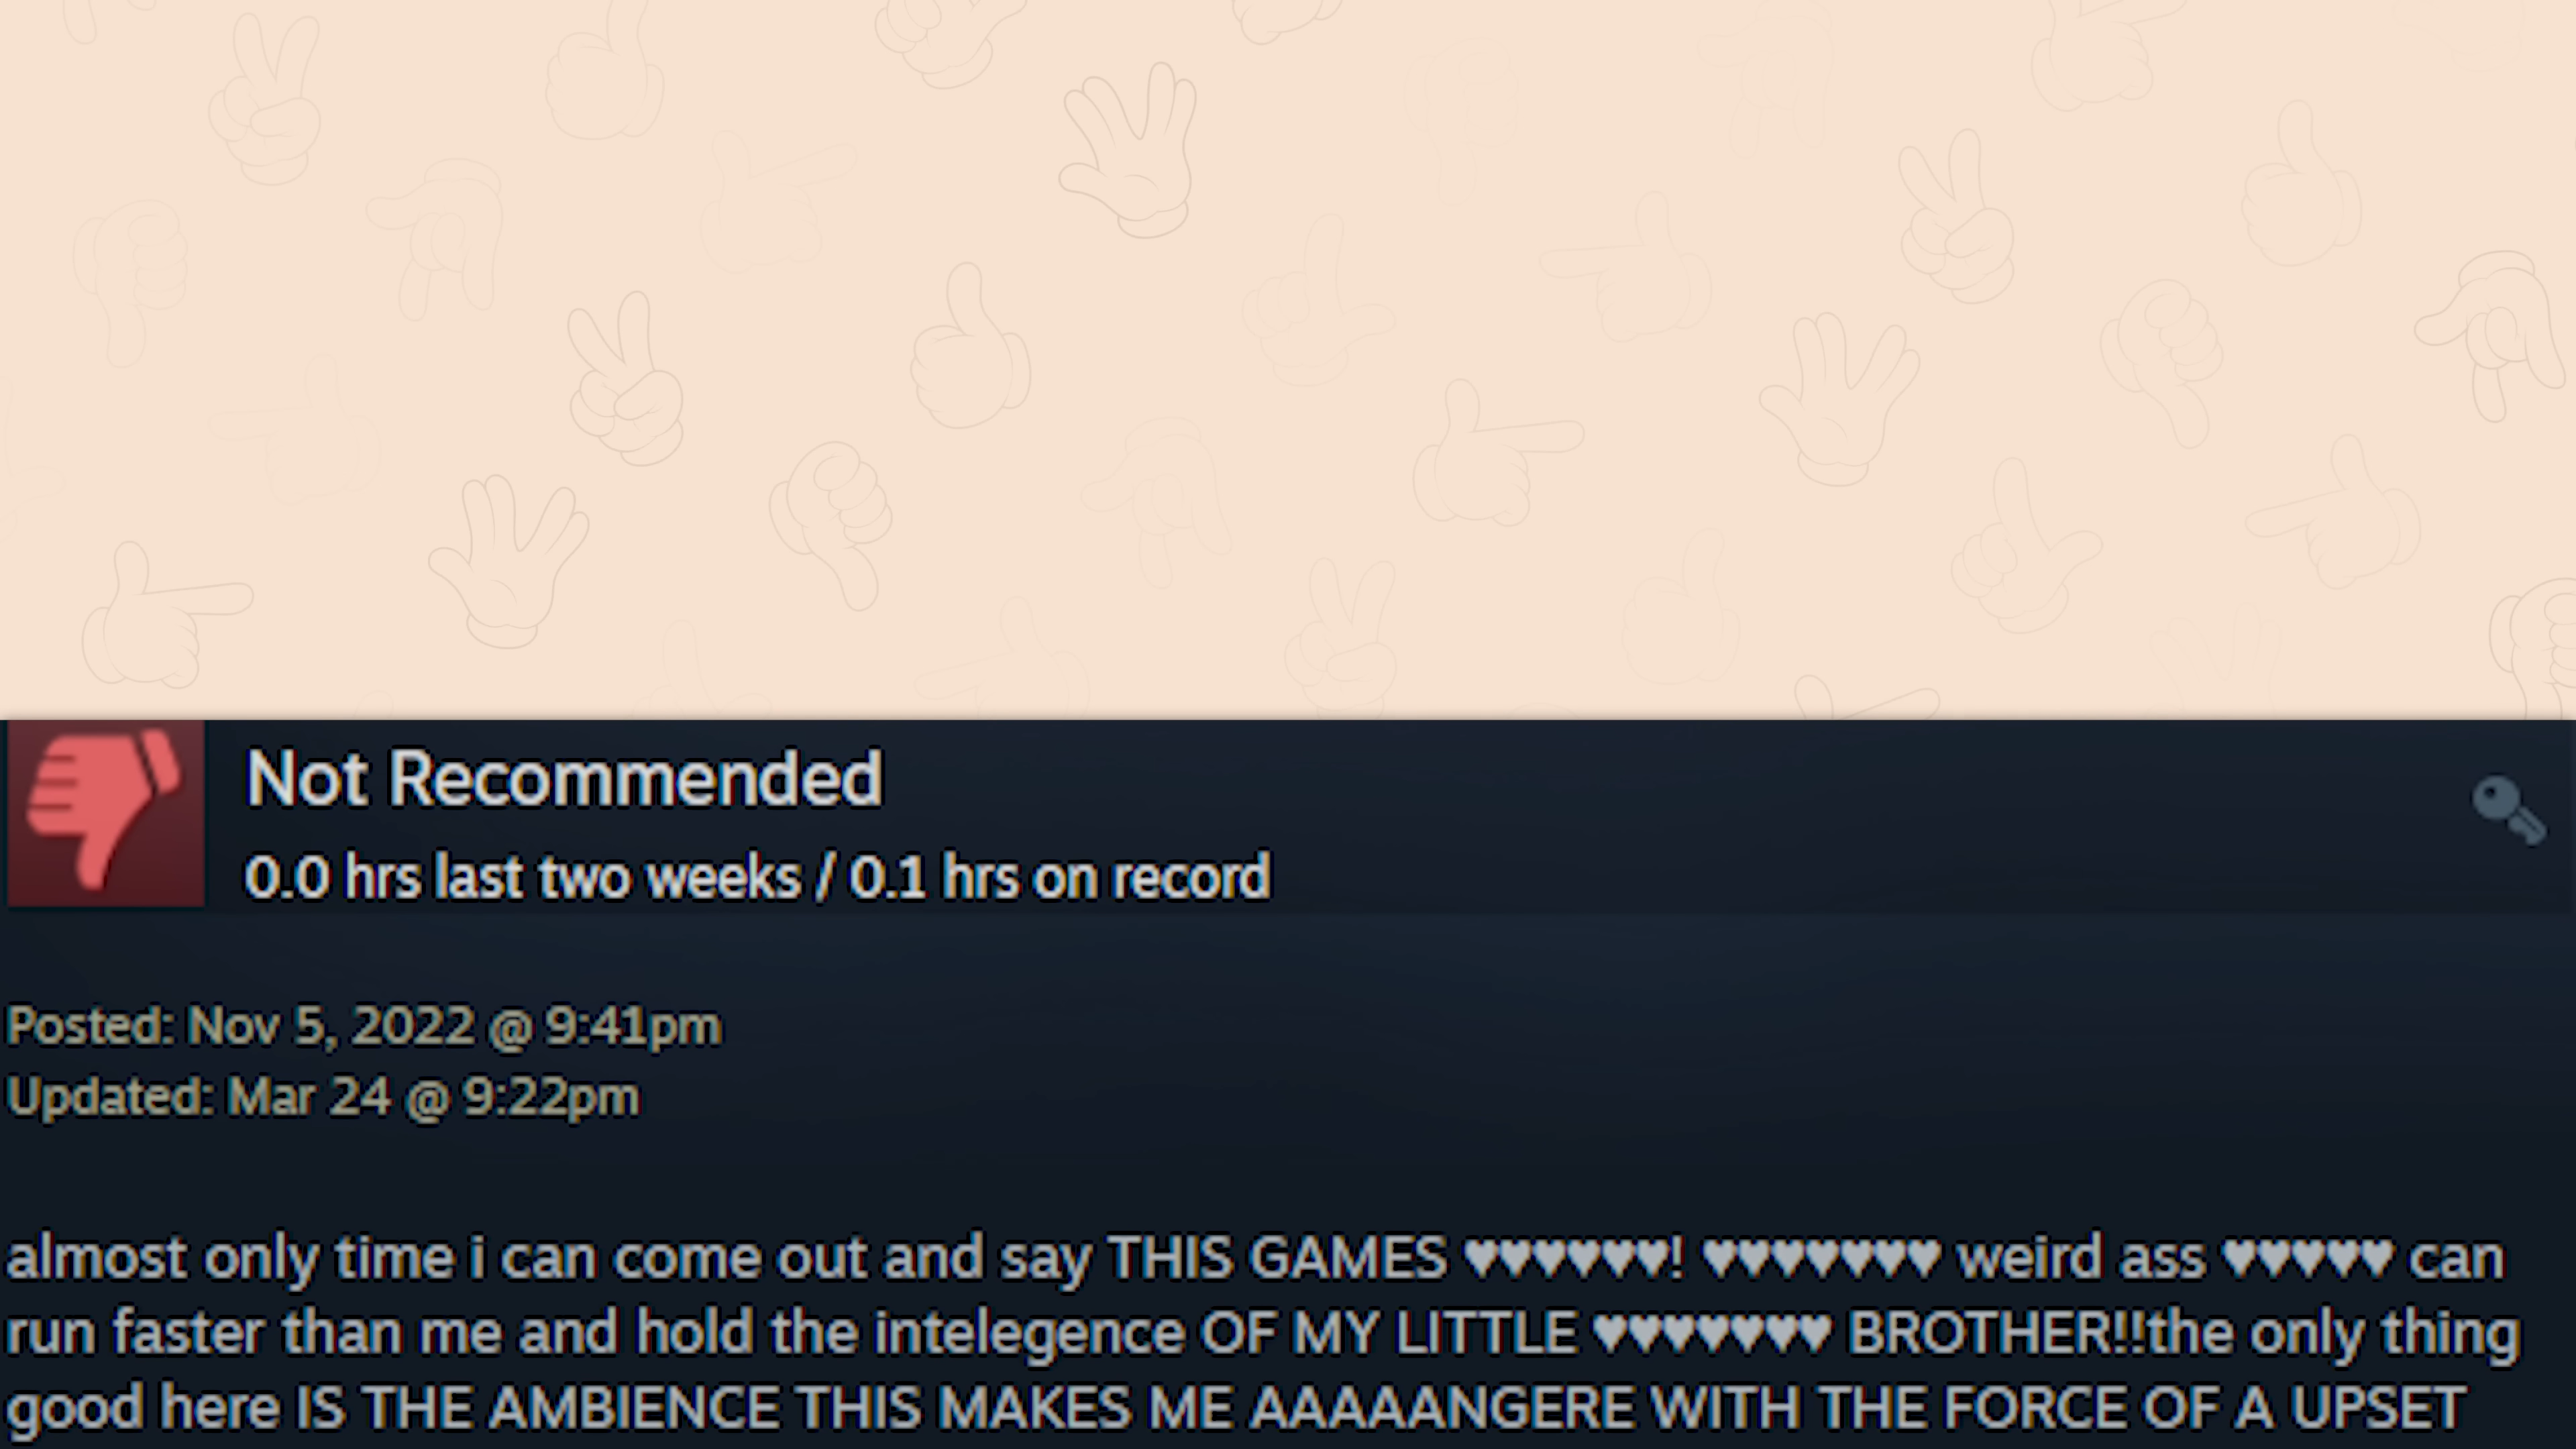 Not Recommended
0.0 hrs last two weeks / 0.1 hrs on record
Posted: Nov 5, 2022 @ 9:41pm
Updated: Mar 24 @ 9:22pm
almost only time i can come out and say THIS GAMES ♥♥♥♥♥♥! ♥♥♥♥♥♥♥ weird ass ♥♥♥♥♥ can
run faster than me and hold the intelegence OF MY LITTLE ♥♥♥♥♥♥♥ BROTHER!!the only thing
good here IS THE AMBIENCE THIS MAKES ME AAAAANGERE WITH THE FORCE OF A UPSET